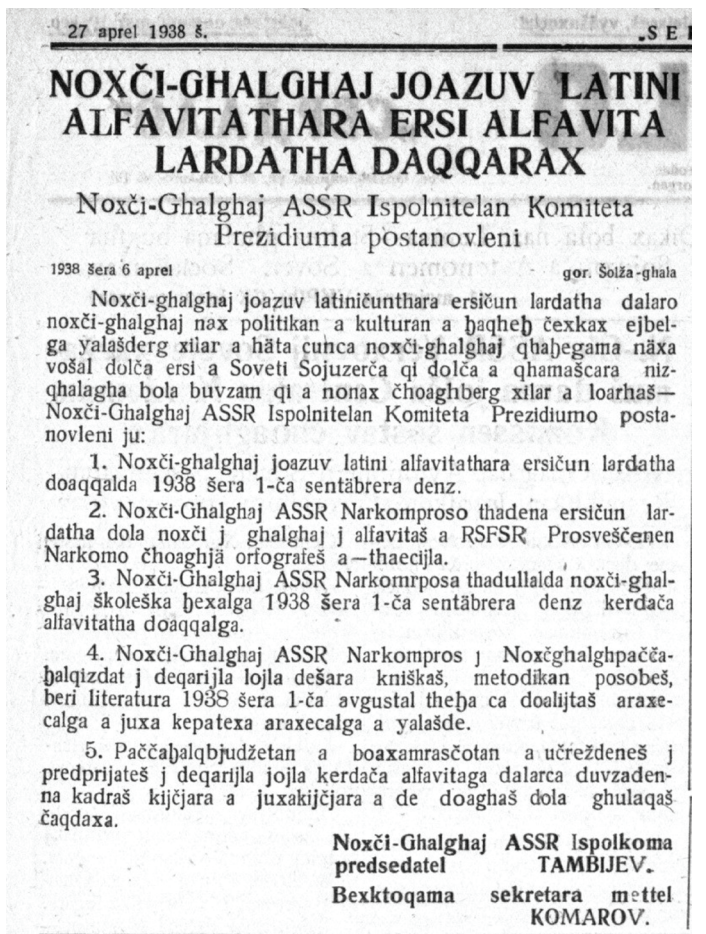 27 aprel 1938 š.
„SE
NOXČI-GHALGHAJ JOAZUV LATINI
ALFAVITATHARA ERSI ALFAVITA
LARDATHA DAQQARAX
Noxči-Ghalghaj ASSR Ispolnitelan Komiteta
Prezidiuma postanovleni
1938 šera 6 aprel
gor. Šolža-ghala
Noxči-ghalghaj joazuv latiničunthara ersičun lardatha dalaro
noxči-ghalghaj nax politikan a kulturan a ꜧaqheꜧ čexkax ejbel-
ga yalašderg xilar a häta cunca noxči-ghalghaj qhaꜧegama näxa
vošal dolča ersi a Soveti Sojuzerča qi dolča a qhamašcara niz-
qhalagha bola buvzam qi a nonax čhoaghberg xilar a loarhaš—
Noxči-Ghalghaj ASSR Ispolnitelan Komiteta Prezidiumo posta-
novleni ju:
1. Noxči-ghalghaj joazuv latini alfavitathara ersičun lardatha
doaqqalda 1938 šera 1-ča sentäbrera denz.
2. Noxči-Ghalghaj ASSR Narkomproso thadena ersičun lar-
datha dola noxči j ghalghaj j alfavitaš a RSFSR Prosveščenen
Narkomo čhoaghjä orfografeš a—thaecijla.
3. Noxči-Ghalghaj ASSR Narkomrposa thadullalda noxči-ghal-
ghaj školeška ꜧexalga 1938 šera 1-ča sentäbrera denz kerdača
alfavitatha doaqqalga.
4. Noxči-Ghalghaj ASSR Narkompros j Noxčghalghpačča-
ꜧalqizdat j deqarijla lojla dešara kniškaš, metodikan posobeš,
beri literatura 1938 šera 1-ča avgustal theꜧa ca doalijtaš araxe-
calga a juxa kepatexa araxecalga a yalašde.
5. Paččaꜧalqbjudžetan a boaxamrasčotan a učreždeneš j
predprijateš j deqarijla jojla kerdača alfavitaga dalarca duvzaden-
na kadraš kijčjara a juxakijčjara a de doaghaš dola ghulaqaš
čaqdaxa.
Noxči-Ghalghaj ASSR Ispolkoma
predsedatel TAMBIJEV.
Bexktoqama sekretara mettel
KOMAROV.